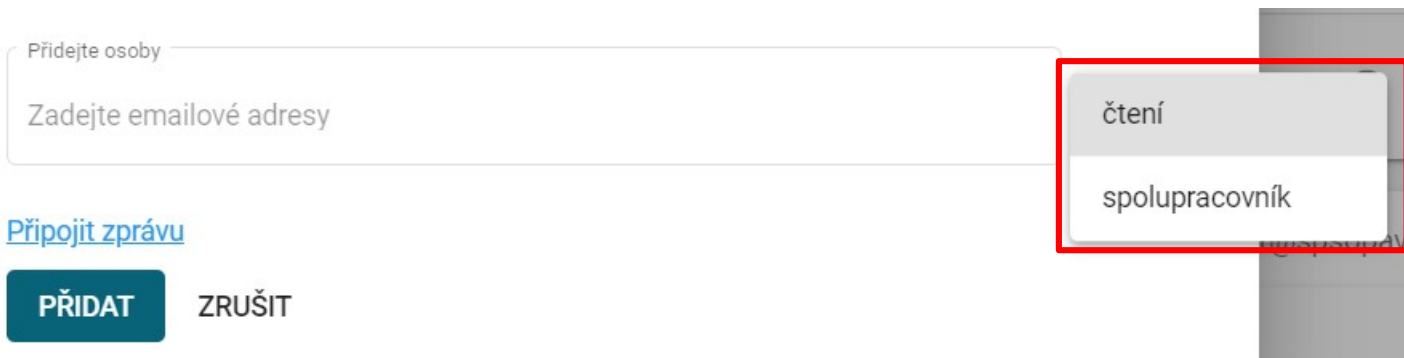 Přidejte osoby
Zadejte emailové adresy
čtení
spolupracovník
Připojit zprávu
PŘIDAT
ZRUŠIT